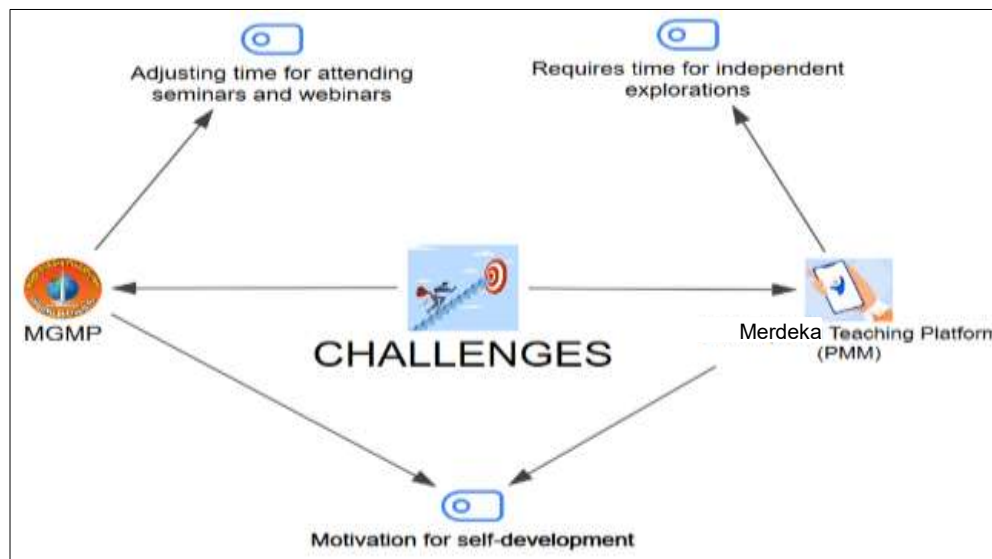 Adjusting time for attending
seminars and webinars
Requires time for independent
explorations
MGMP
CHALLENGES
Merdeka Teaching Platform
(PMM)
Motivation for self-development